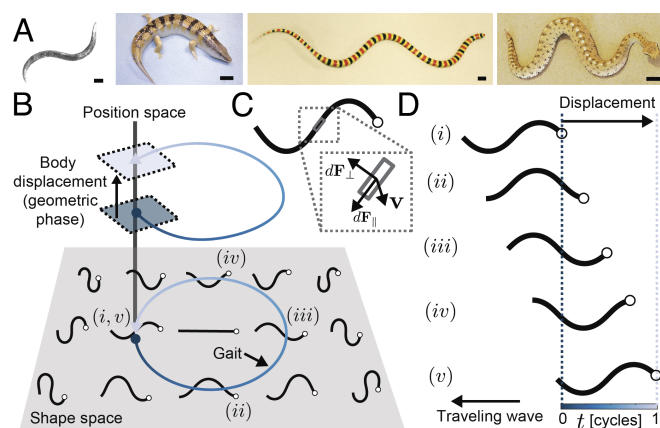 A
B
Position space
Body
displacement
(geometric
phase)
(iv)
(i, v)
(iii)
Gait
(ii)
Shape space
C
dF⊥
V
dF∥
D
Displacement
(i)
(ii)
(iii)
(iv)
(v)
Traveling wave
0 t [cycles] 1